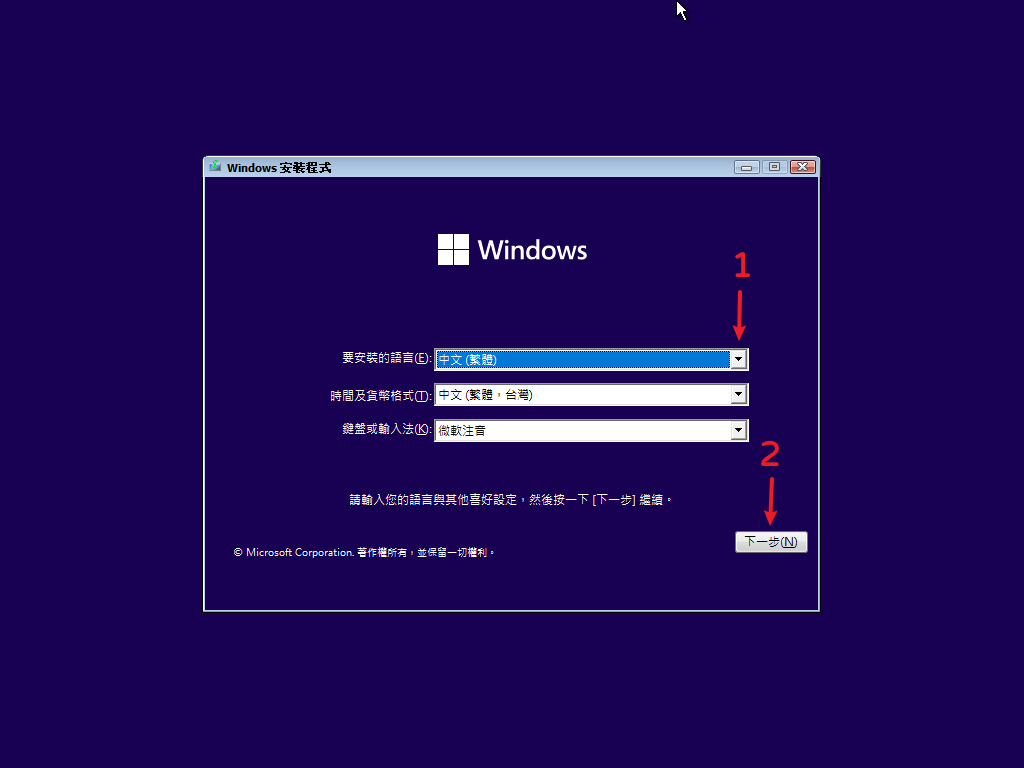 Windows 安裝程式
Windows
1
要安裝的語言(E): 中文 (繁體)
時間及貨幣格式(T): 中文 (繁體，台灣)
鍵盤或輸入法(K): 微軟注音
2
請輸入您的語言與其他喜好設定，然後按一下 [下一步] 繼續。
下一步(N)
© Microsoft Corporation. 著作權所有，並保留一切權利。